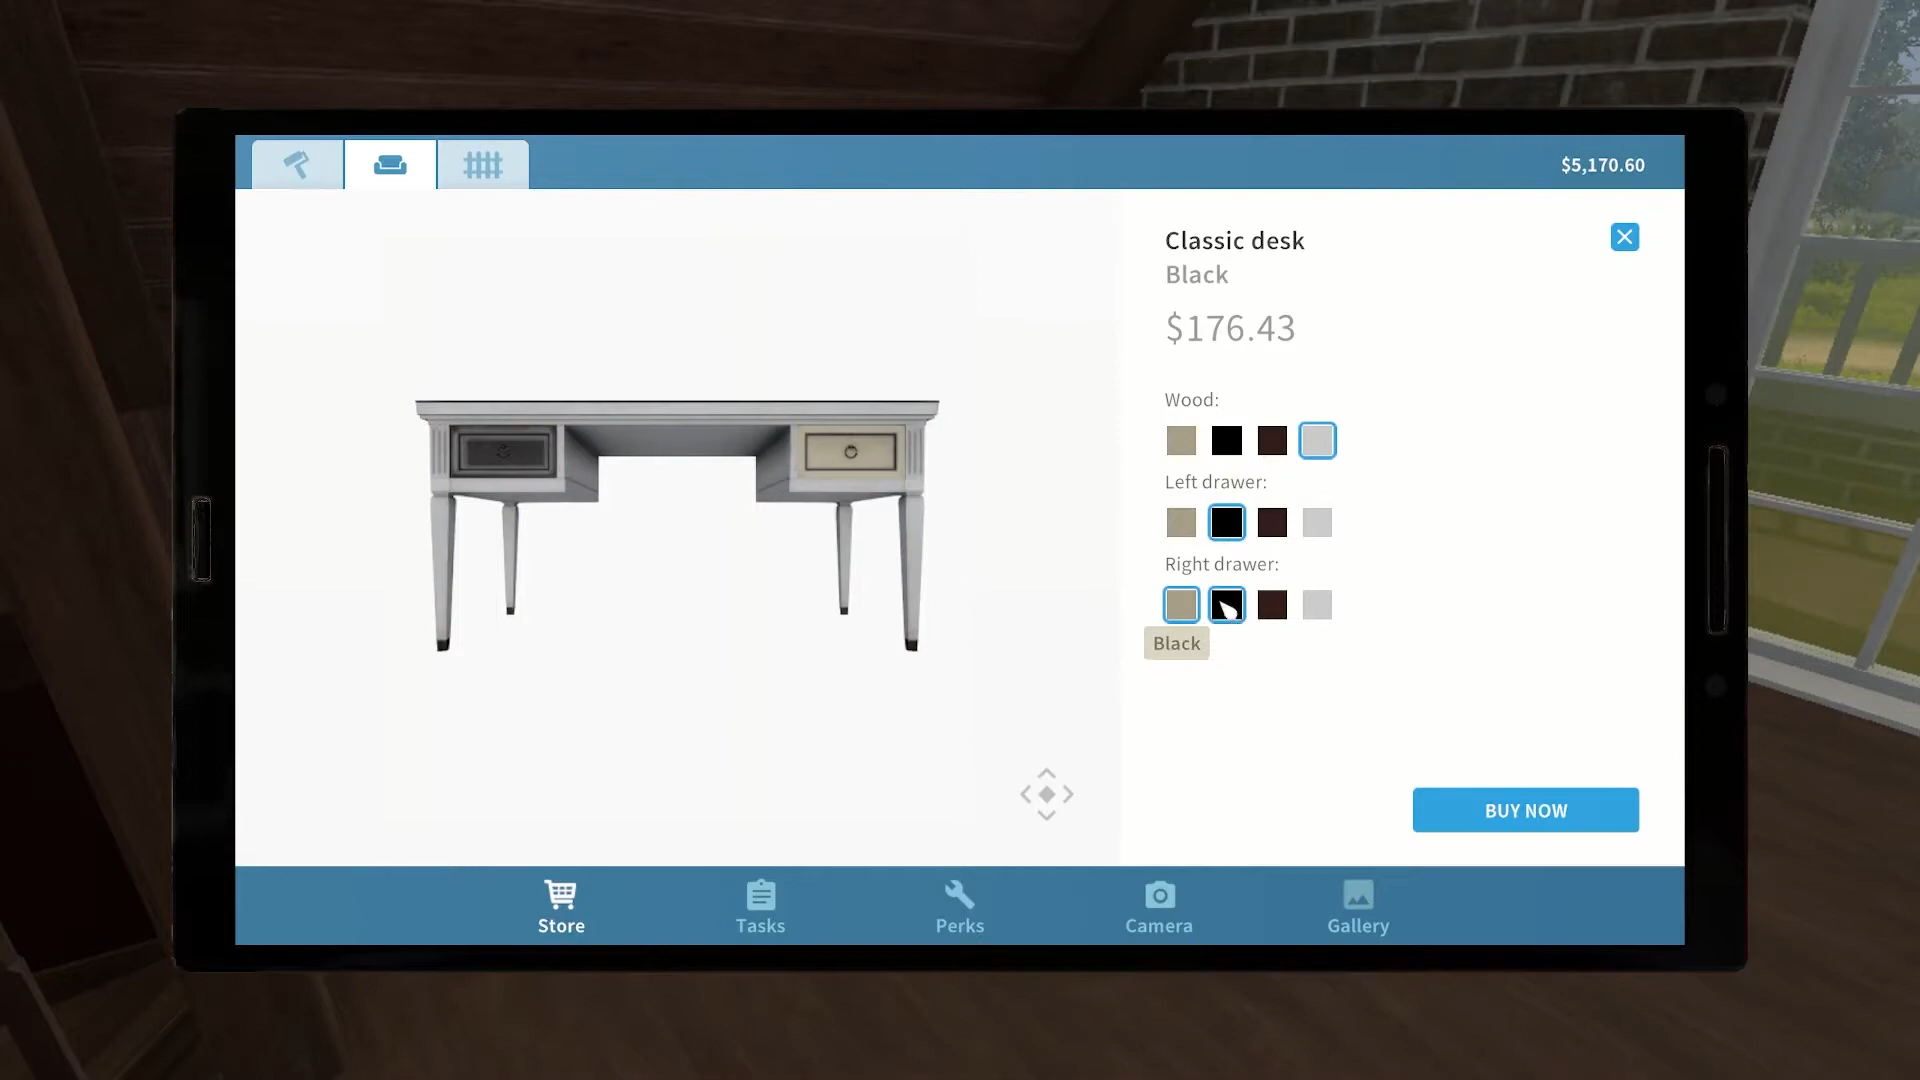 $5,170.60
Classic desk
Black
$176.43
Wood:
Left drawer:
Right drawer:
Black
BUY NOW
Store
Tasks
Perks
Camera
Gallery